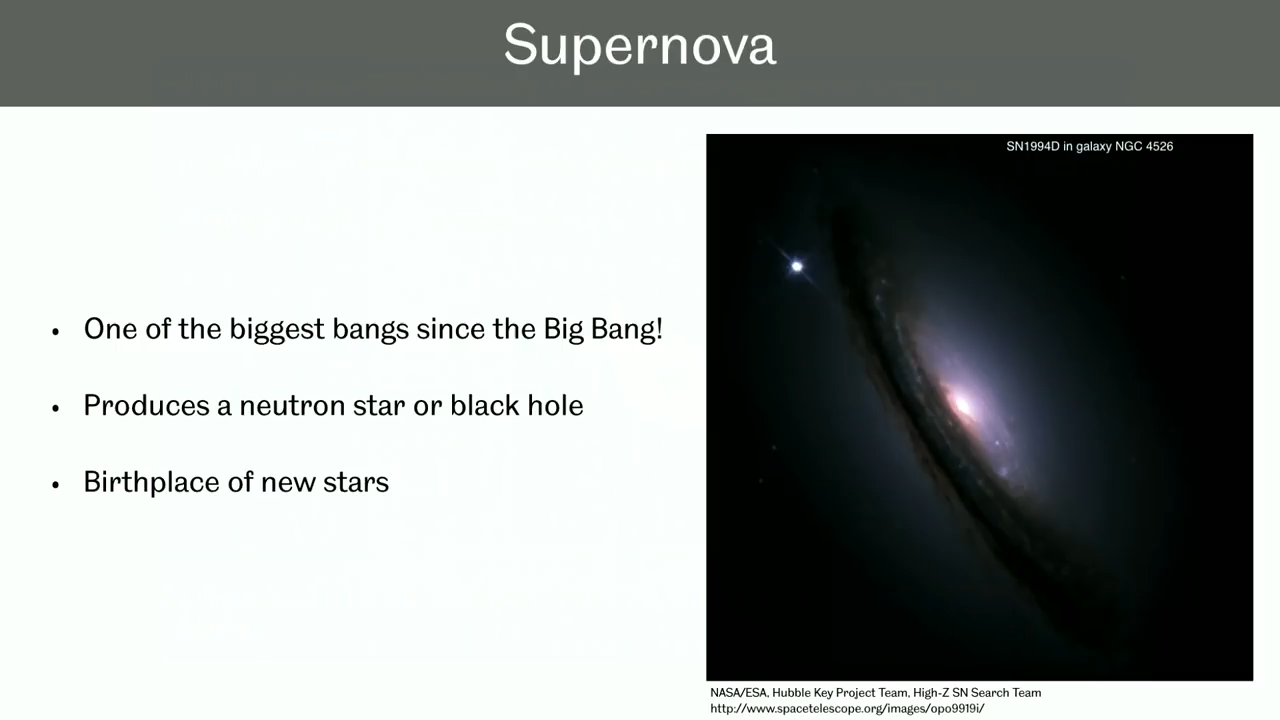 Supernova
SN1994D in galaxy NGC 4526
• One of the biggest bangs since the Big Bang!
• Produces a neutron star or black hole
• Birthplace of new stars
NASA/ESA, Hubble Key Project Team, High-Z SN Search Team
http://www.spacetelescope.org/images/opo9919i/